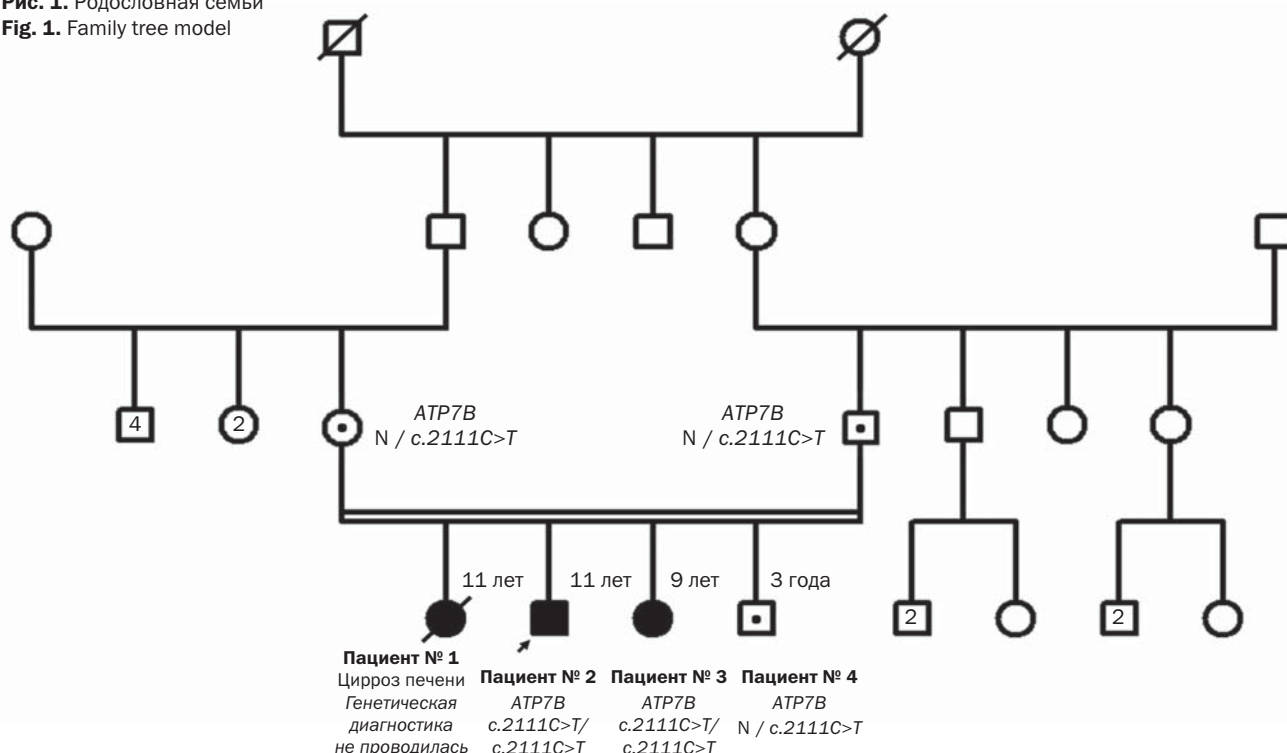 Рис. 1. Родословная семьи
Fig. 1. Family tree model
4
2
ATP7B
N / c.2111C>T
ATP7B
N / c.2111C>T
11 лет
11 лет
9 лет
3 года
2
2
Пациент № 1
Цирроз печени
Генетическая
диагностика
не проводилась
Пациент № 2
ATP7B
c.2111C>T/
c.2111C>T
Пациент № 3
ATP7B
c.2111C>T/
c.2111C>T
Пациент № 4
ATP7B
N / c.2111C>T